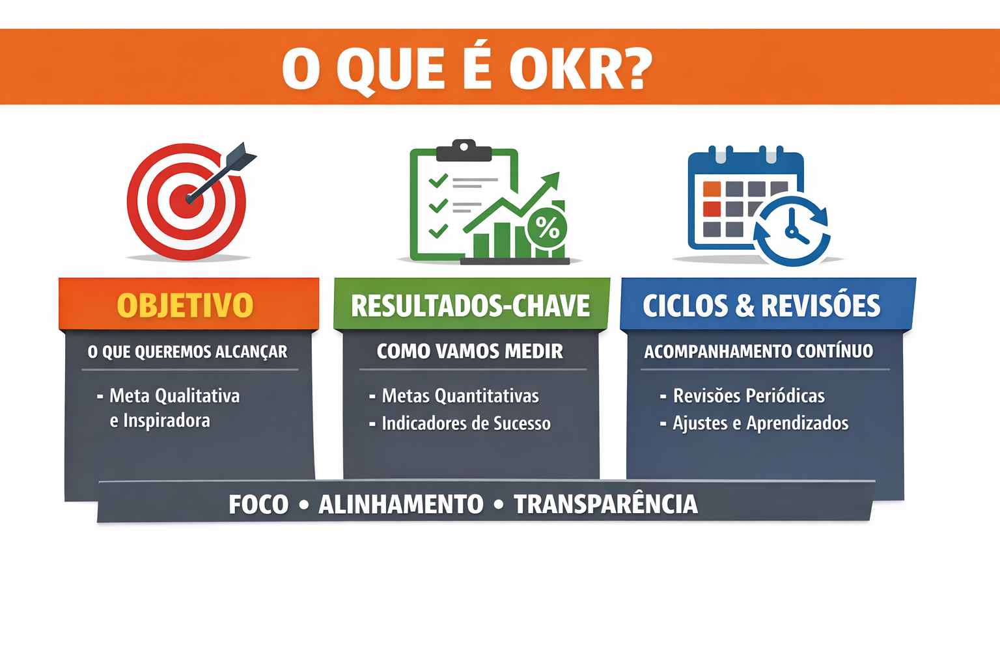 O QUE É OKR?
%
OBJETIVO
O QUE QUEREMOS ALCANÇAR
- Meta Qualitativa
e Inspiradora
RESULTADOS-CHAVE
COMO VAMOS MEDIR
- Metas Quantitativas
- Indicadores de Sucesso
CICLOS & REVISÕES
ACOMPANHAMENTO CONTÍNUO
- Revisões Periódicas
- Ajustes e Aprendizados
FOCO • ALINHAMENTO • TRANSPARÊNCIA